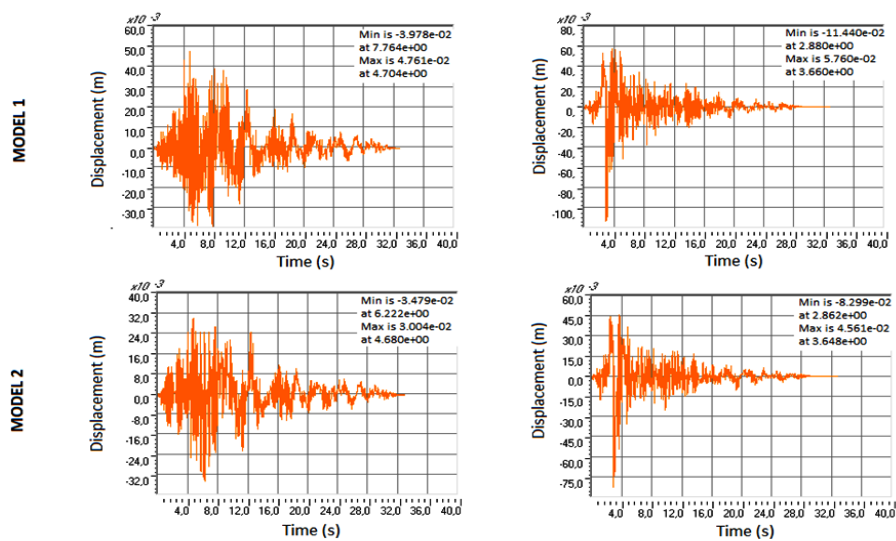 MODEL 1
x10 -3
Displacement (m)
60,0
50,0
40,0
30,0
20,0
10,0
0,0
-10,0
-20,0
-30,0
Min is -3.978e-02
at 7.764e+00
Max is 4.761e-02
at 4.704e+00
4,0 8,0 12,0 16,0 20,0 24,0 28,0 32,0 36,0 40,0
Time (s)
x10 -3
Displacement (m)
80,
60,
40,
20,
0,0
-20,
-40,
-60,
-80,
-100,
Min is -11.440e-02
at 2.880e+00
Max is 5.760e-02
at 3.660e+00
4,0 8,0 12,0 16,0 20,0 24,0 28,0 32,0 36,0 40,0
Time (s)
MODEL 2
x10 -3
Displacement (m)
40,0
32,0
24,0
16,0
8,0
0,0
-8,0
-16,0
-24,0
-32,0
Min is -3.479e-02
at 6.222e+00
Max is 3.004e-02
at 4.680e+00
4,0 8,0 12,0 16,0 20,0 24,0 28,0 32,0 36,0 40,0
Time (s)
x10 -3
Displacement (m)
60,0
45,0
30,0
15,0
0,0
-15,0
-30,0
-45,0
-60,0
-75,0
Min is -8.299e-02
at 2.862e+00
Max is 4.561e-02
at 3.648e+00
4,0 8,0 12,0 16,0 20,0 24,0 28,0 32,0 36,0 40,0
Time (s)